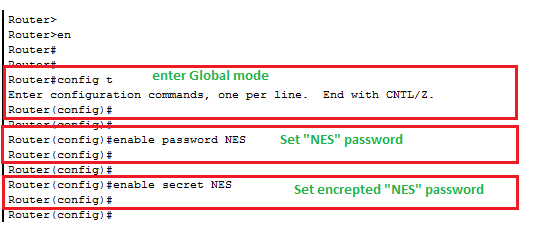 Router>
Router>en
Router#
Router#
Router#config t enter Global mode
Enter configuration commands, one per line. End with CNTL/Z.
Router(config)#
Router(config)#
Router(config)#enable password NES Set "NES" password
Router(config)#
Router(config)#
Router(config)#enable secret NES Set encrepted "NES" password
Router(config)#
Router(config)#